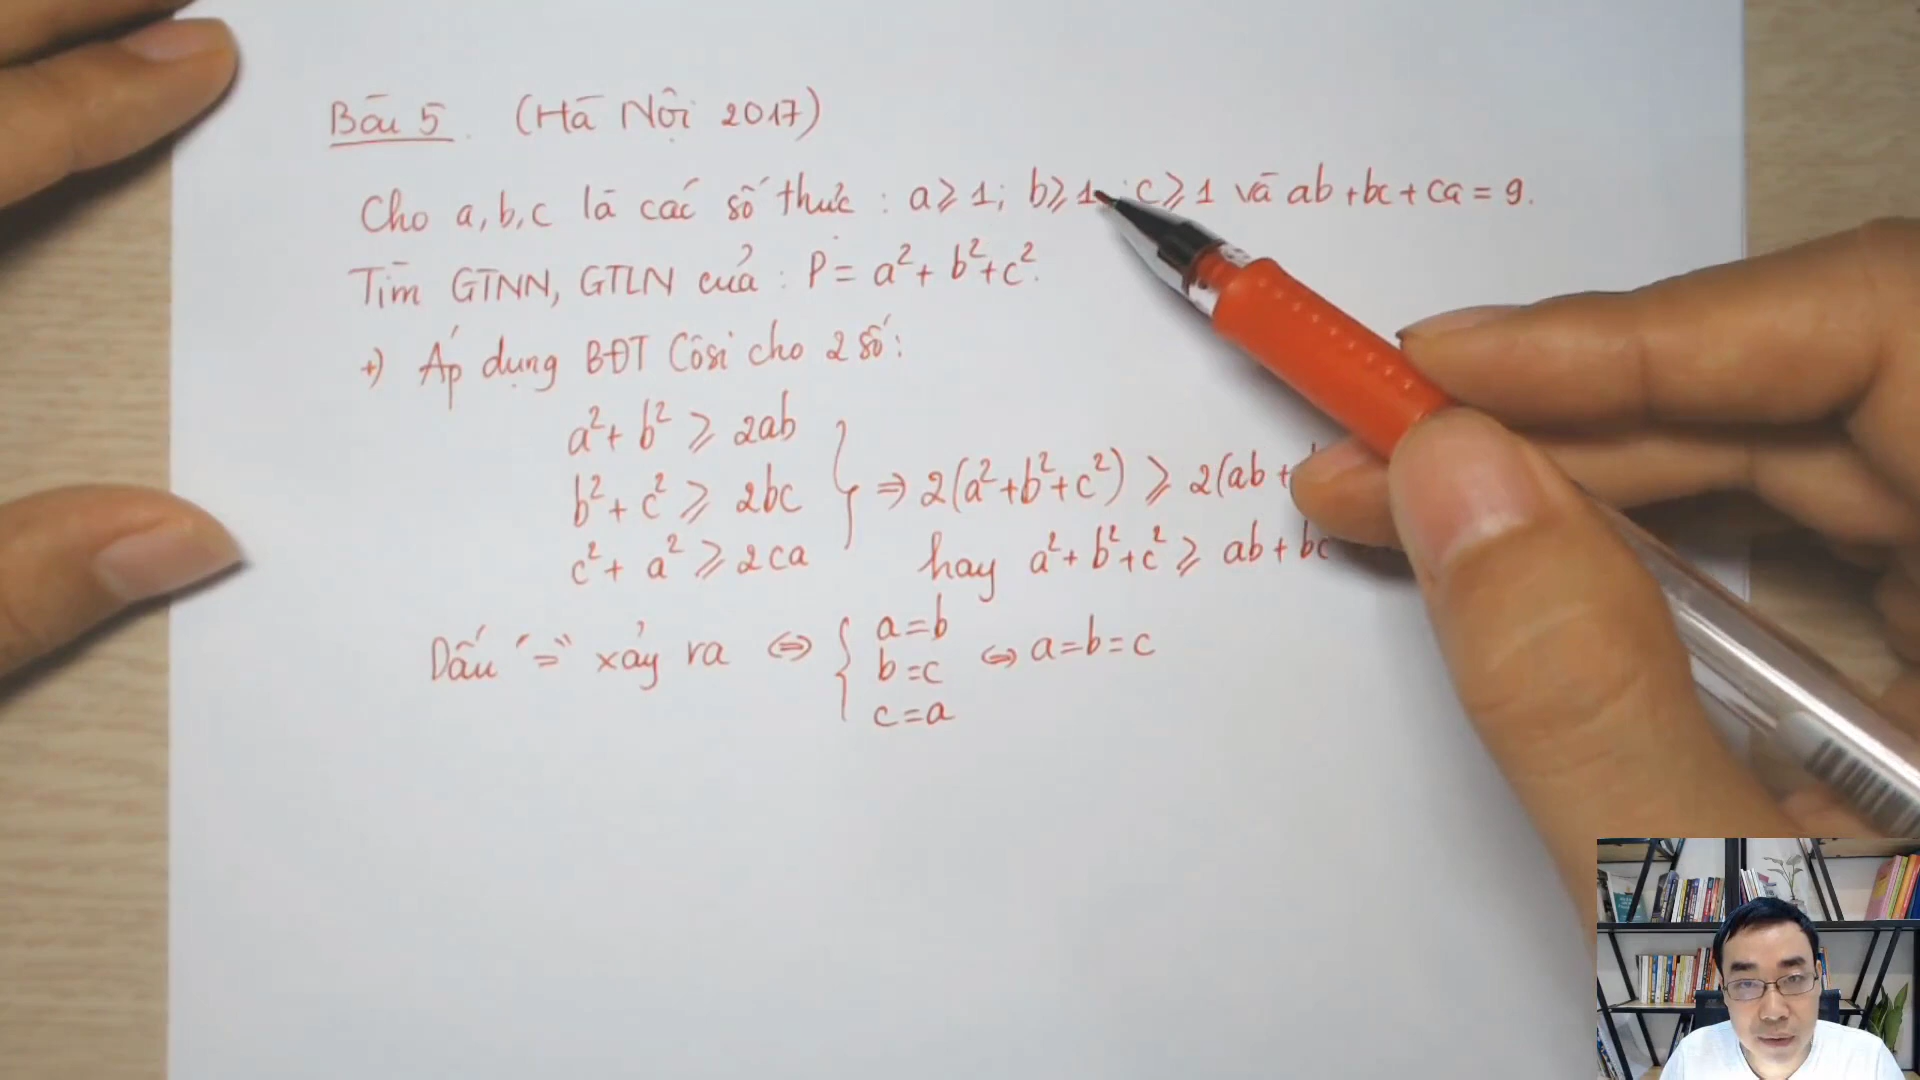 Bài 5. (Hà Nội 2017)
Cho a, b, c là các số thực : a ≥ 1; b ≥ 1; c ≥ 1 và ab + bc + ca = 9.
Tìm GTNN, GTLN của : P = a² + b² + c².
+) Áp dụng BĐT Côsi cho 2 số:
a² + b² ≥ 2ab
b² + c² ≥ 2bc
c² + a² ≥ 2ca
⇒ 2(a² + b² + c²) ≥ 2(ab +
hay a² + b² + c² ≥ ab + bc
Dấu "=" xảy ra ⇔ { a = b
b = c
c = a
⇔ a = b = c